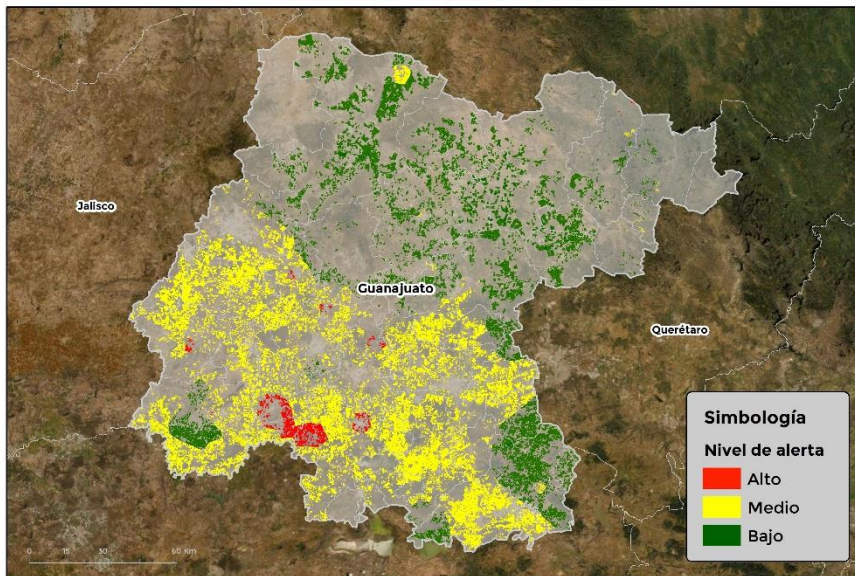 Jalisco
Guanajuato
Querétaro
Simbología
Nivel de alerta
Alto
Medio
Bajo
0 15 30 60 Km